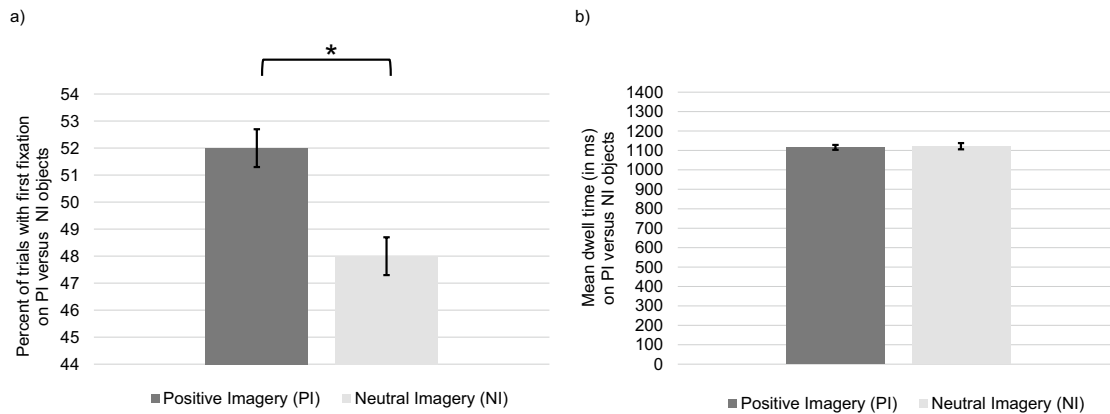 a)
*
Percent of trials with first fixation
on PI versus NI objects
54
53
52
51
50
49
48
47
46
45
44
Positive Imagery (PI)
Neutral Imagery (NI)
b)
Mean dwell time (in ms)
on PI versus NI objects
1400
1300
1200
1100
1000
900
800
700
600
500
400
300
200
100
0
Positive Imagery (PI)
Neutral Imagery (NI)